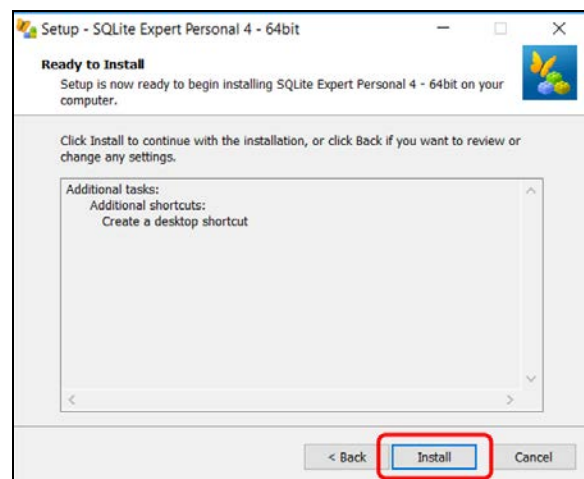 Setup - SQLite Expert Personal 4 - 64bit
Ready to Install
Setup is now ready to begin installing SQLite Expert Personal 4 - 64bit on your
computer.
Click Install to continue with the installation, or click Back if you want to review or
change any settings.
Additional tasks:
Additional shortcuts:
Create a desktop shortcut
< Back Install Cancel